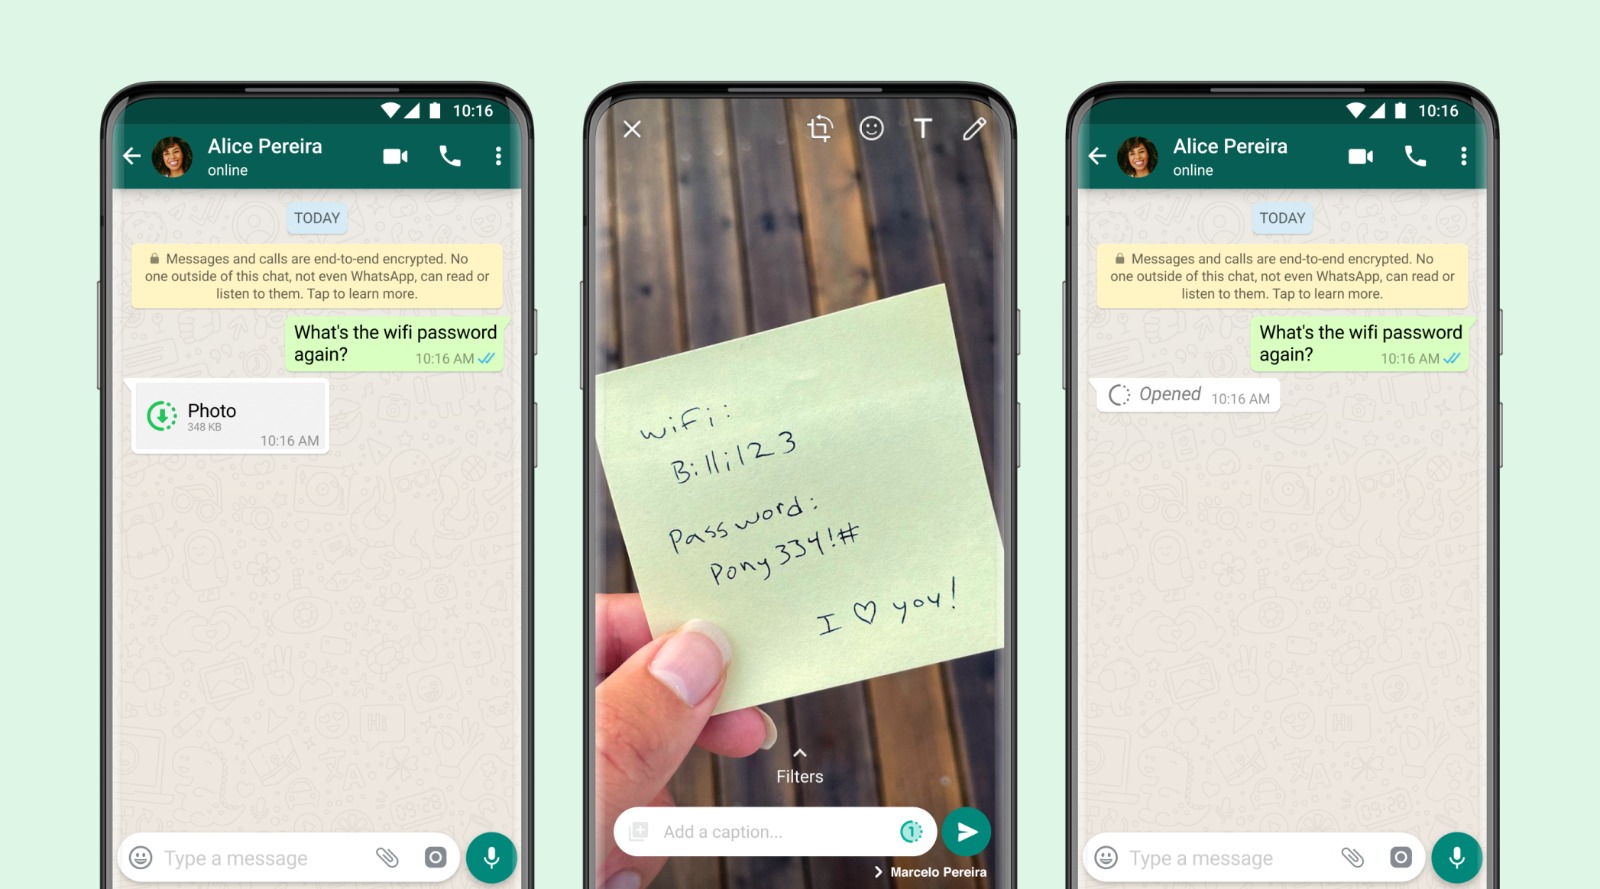 10:16
Alice Pereira
online
TODAY
Messages and calls are end-to-end encrypted. No
one outside of this chat, not even WhatsApp, can read or
listen to them. Tap to learn more.
What's the wifi password
again?
10:16 AM
Photo
348 KB
10:16 AM
Type a message
T
wifi:
Billi123
Password:
Pony334!#
I ♡ you!
Filters
Add a caption...
1
Marcelo Pereira
10:16
Alice Pereira
online
TODAY
Messages and calls are end-to-end encrypted. No
one outside of this chat, not even WhatsApp, can read or
listen to them. Tap to learn more.
What's the wifi password
again?
10:16 AM
Opened 10:16 AM
Type a message